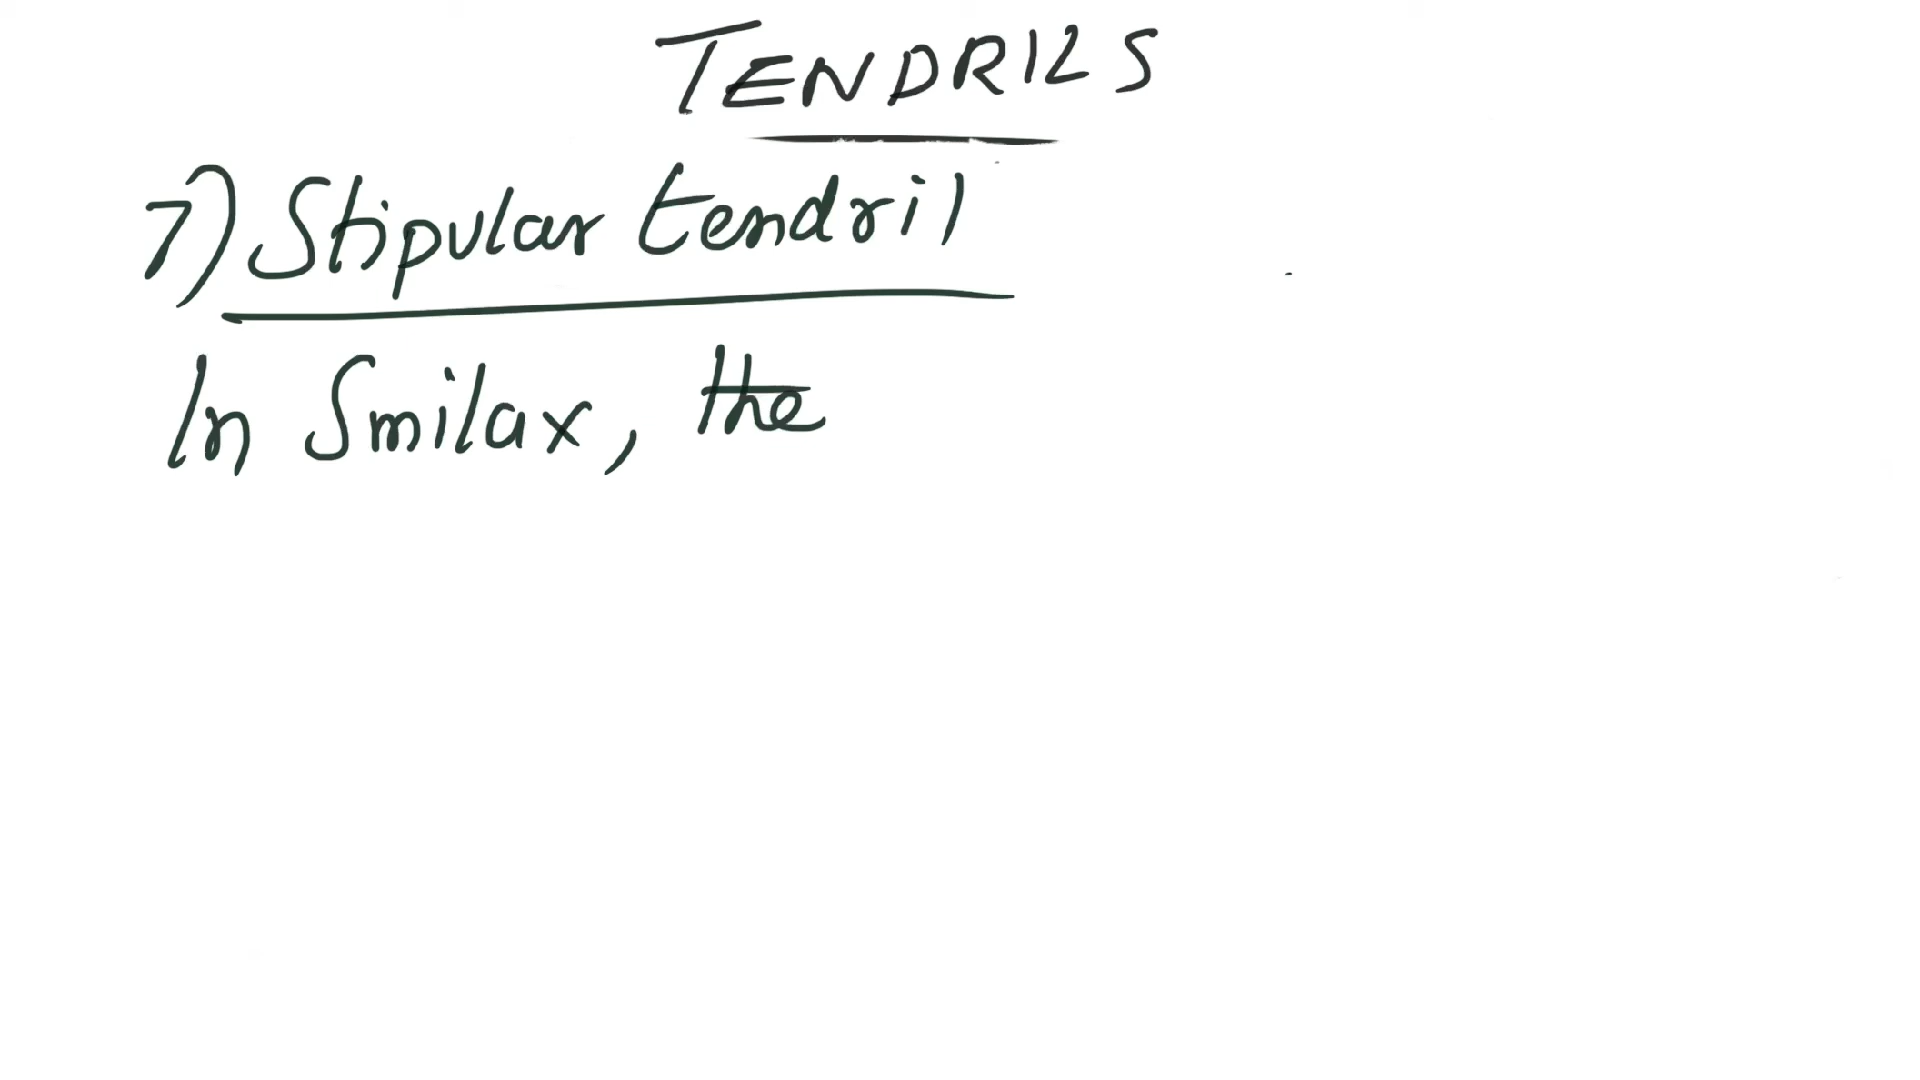 TENDRILS
7) Stipular tendril
In Smilax, the